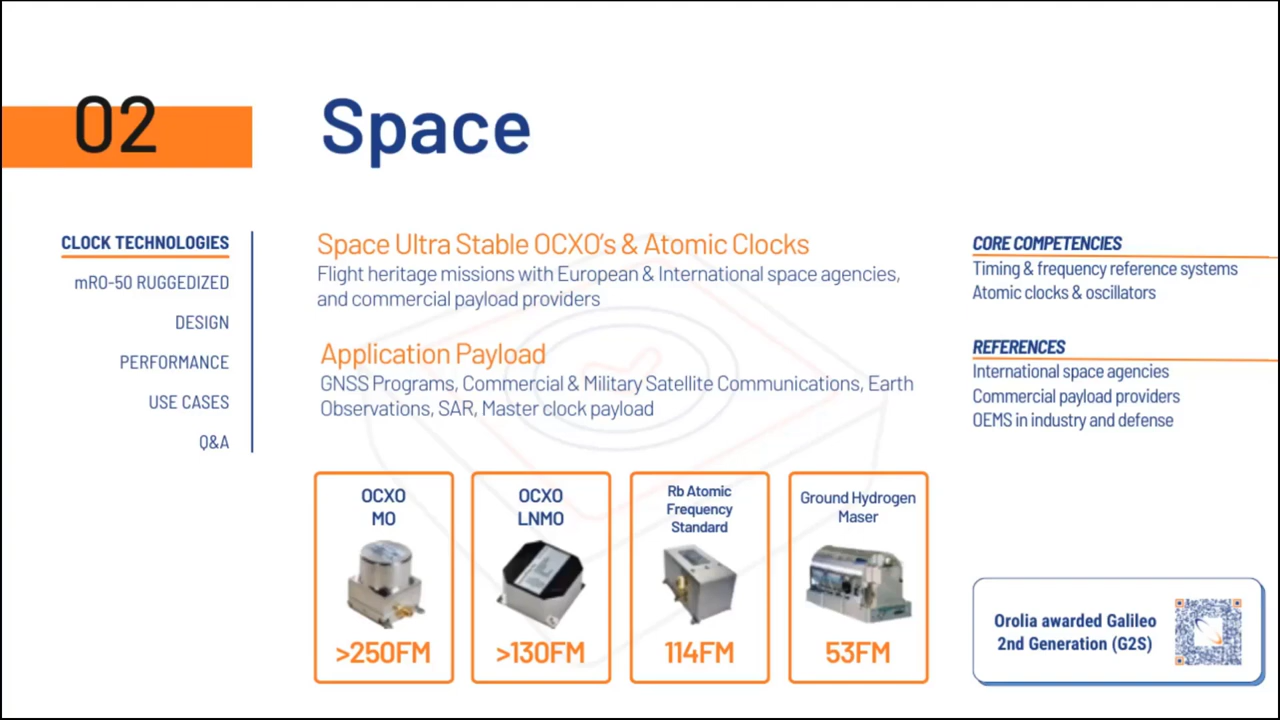 02
Space
CLOCK TECHNOLOGIES
mRO-50 RUGGEDIZED
DESIGN
PERFORMANCE
USE CASES
Q&A
Space Ultra Stable OCXO's & Atomic Clocks
Flight heritage missions with European & International space agencies,
and commercial payload providers
Application Payload
GNSS Programs, Commercial & Military Satellite Communications, Earth
Observations, SAR, Master clock payload
OCXO
MO
>250FM
OCXO
LNMO
>130FM
Rb Atomic
Frequency
Standard
114FM
Ground Hydrogen
Maser
53FM
CORE COMPETENCIES
Timing & frequency reference systems
Atomic clocks & oscillators
REFERENCES
International space agencies
Commercial payload providers
OEMS in industry and defense
Orolia awarded Galileo
2nd Generation (G2S)